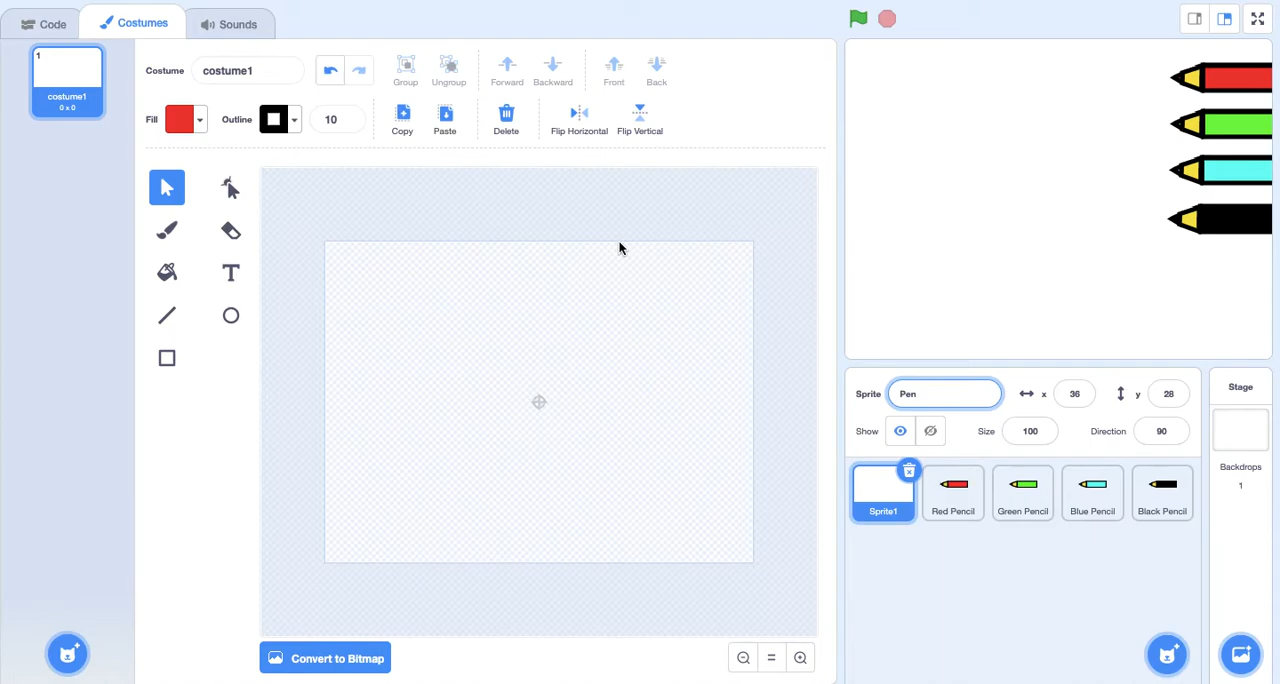 Code
Costumes
Sounds
1
costume1
0 x 0
Costume
costume1
Group
Ungroup
Forward
Backward
Front
Back
Fill
Outline
10
Copy
Paste
Delete
Flip Horizontal
Flip Vertical
T
Convert to Bitmap
Sprite
Pen
x
36
y
28
Show
Size
100
Direction
90
Sprite1
Red Pencil
Green Pencil
Blue Pencil
Black Pencil
Stage
Backdrops
1